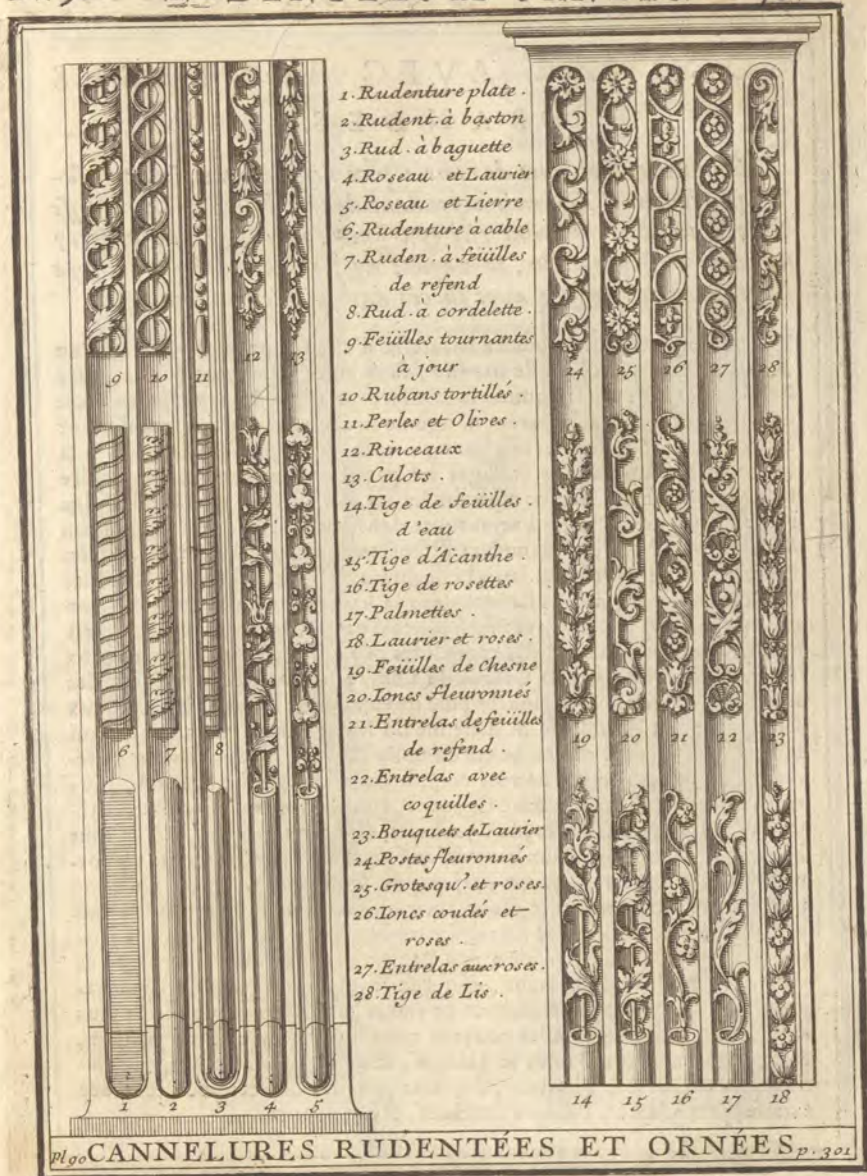 1. Rudenture plate.
2. Rudent. à baston
3. Rud. à baguette
4. Roseau et Laurier
5. Roseau et Lierre
6. Rudenture à cable
7. Ruden. à feüilles
de refend
8. Rud. à cordelette.
9. Feüilles tournantes
à jour
10. Rubans tortillés.
11. Perles et Olives.
12. Rinceaux
13. Culots.
14. Tige de feüilles
d'eau
15. Tige d'Acanthe.
16. Tige de rosettes
17. Palmettes.
18. Laurier et roses.
19. Feüilles de Chesne
20. Ioncs fleuronnés
21. Entrelas de feüilles
de refend.
22. Entrelas avec
coquilles.
23. Bouquets de Laurier
24. Postes fleuronnés
25. Grotesqu.s et roses.
26. Ioncs coudés et
roses.
27. Entrelas avec roses.
28. Tige de Lis.
9 10 11 12 13
6 7 8
1 2 3 4 5
24 25 26 27 28
19 20 21 22 23
14 15 16 17 18
Pl 90 CANNELURES RUDENTÉES ET ORNÉES p. 301